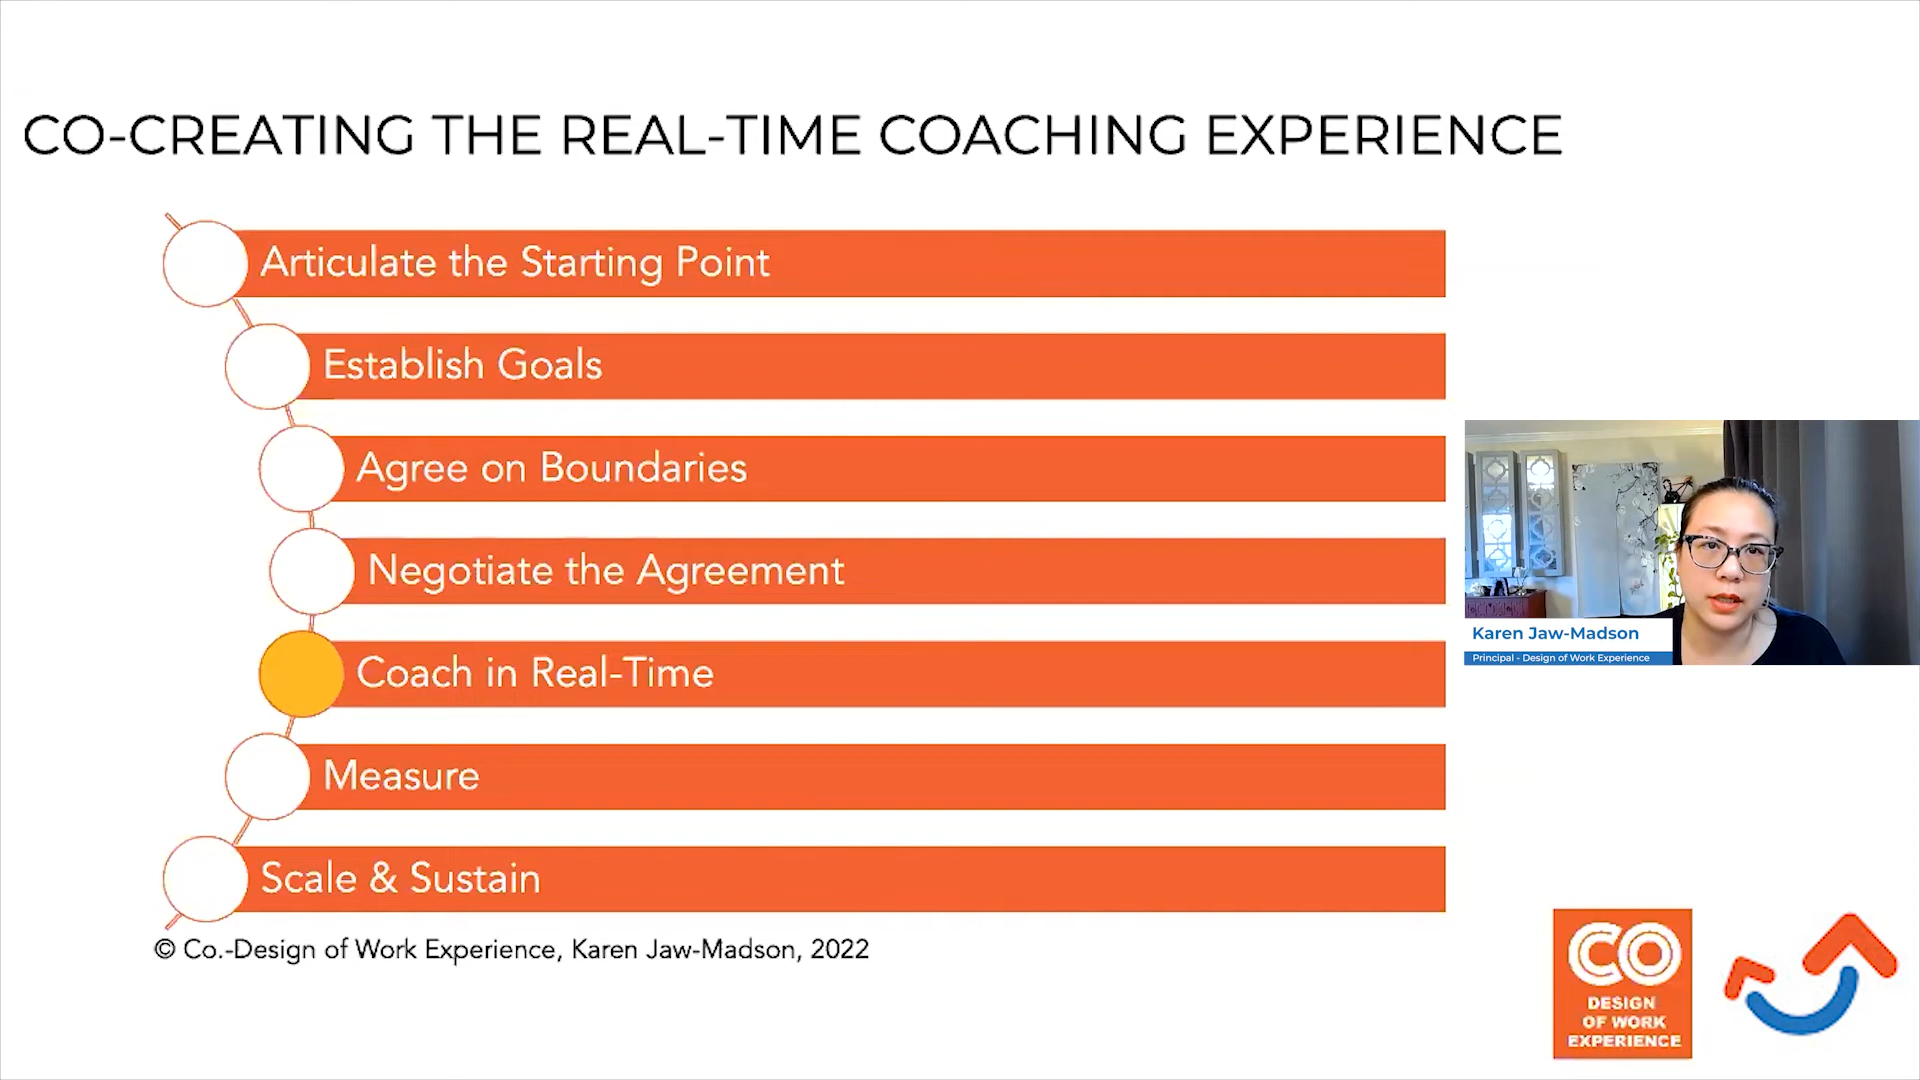 CO-CREATING THE REAL-TIME COACHING EXPERIENCE
Articulate the Starting Point
Establish Goals
Agree on Boundaries
Negotiate the Agreement
Coach in Real-Time
Measure
Scale & Sustain
© Co.-Design of Work Experience, Karen Jaw-Madson, 2022
Karen Jaw-Madson
Principal - Design of Work Experience
CO
DESIGN
OF WORK
EXPERIENCE